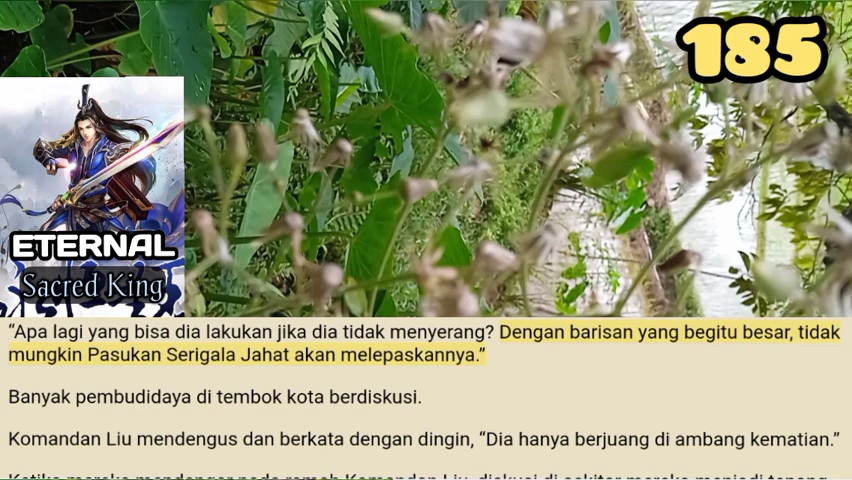 185
ETERNAL
Sacred King
“Apa lagi yang bisa dia lakukan jika dia tidak menyerang? Dengan barisan yang begitu besar, tidak
mungkin Pasukan Serigala Jahat akan melepaskannya.”
Banyak pembudidaya di tembok kota berdiskusi.
Komandan Liu mendengus dan berkata dengan dingin, “Dia hanya berjuang di ambang kematian.”